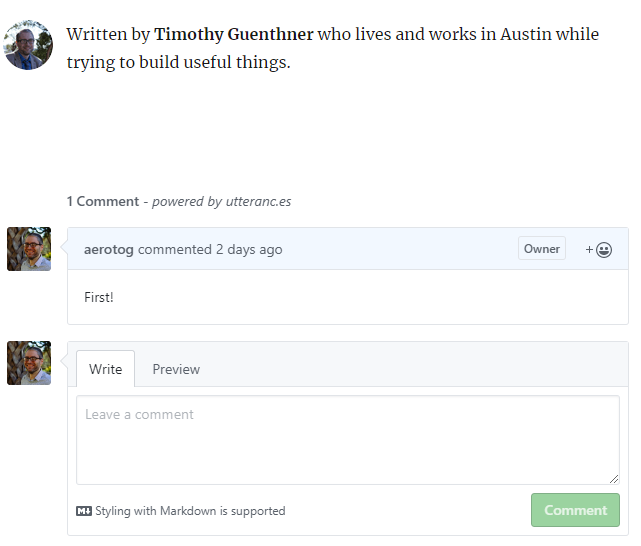 Written by Timothy Guenthner who lives and works in Austin while
trying to build useful things.
1 Comment - powered by utteranc.es
aerotog commented 2 days ago Owner +
First!
Write Preview
Leave a comment
Styling with Markdown is supported Comment